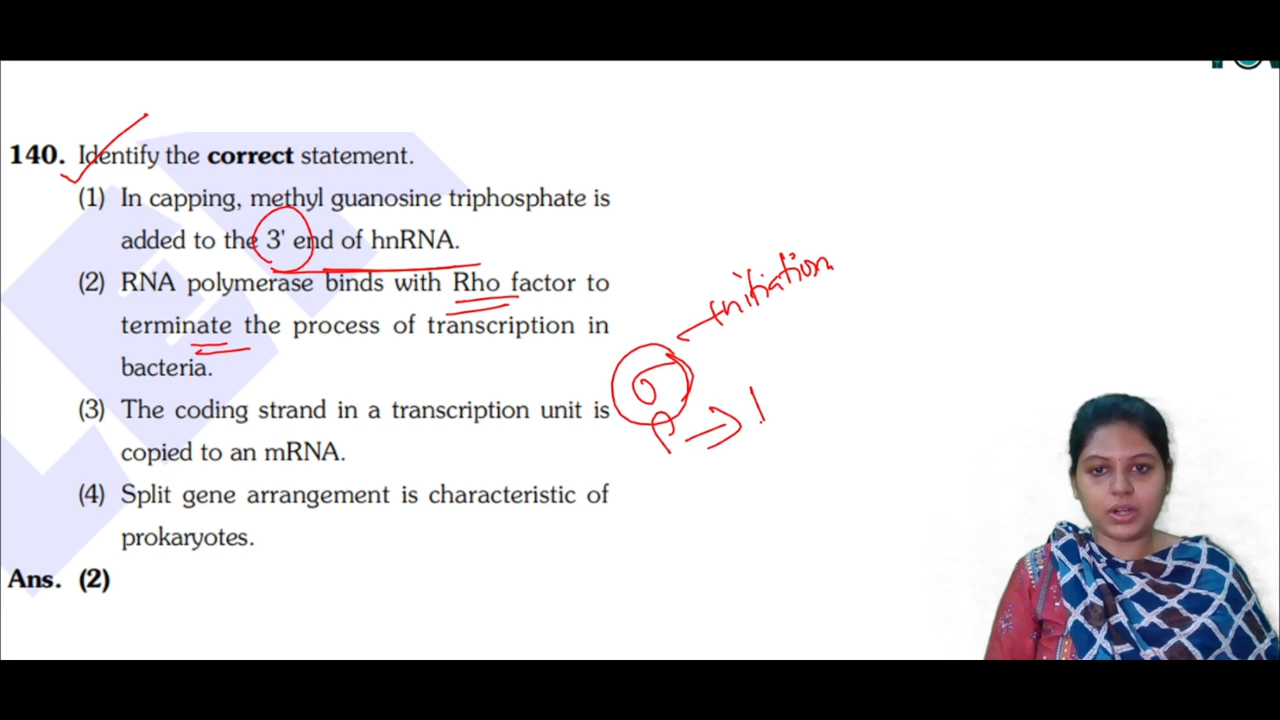 140. Identify the correct statement.
(1) In capping, methyl guanosine triphosphate is
added to the 3' end of hnRNA.
(2) RNA polymerase binds with Rho factor to
terminate the process of transcription in
bacteria.
(3) The coding strand in a transcription unit is
copied to an mRNA.
(4) Split gene arrangement is characteristic of
prokaryotes.
Ans. (2)
Initiation
σ
ρ →